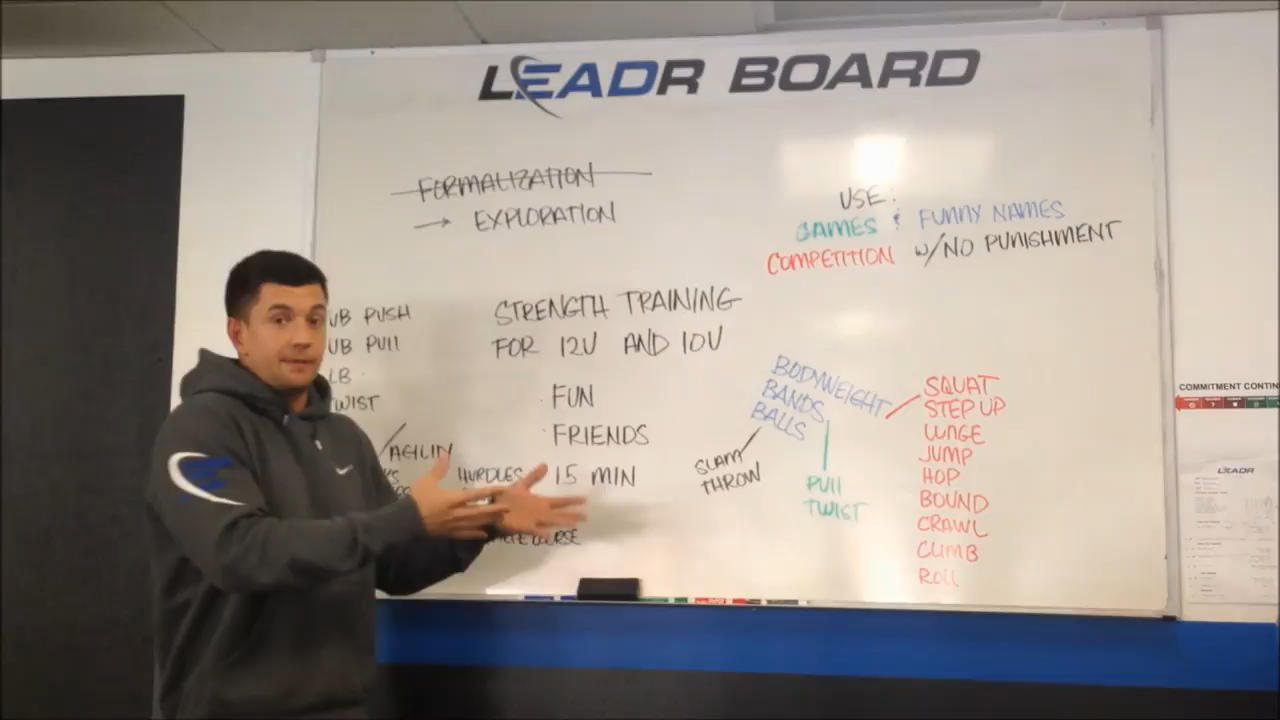 LEADR BOARD
FORMALIZATION
→ EXPLORATION
USE:
GAMES & FUNNY NAMES
COMPETITION w/NO PUNISHMENT
UB PUSH
UB PULL
LB
TWIST
AGILITY
HURDLES
COURSE
STRENGTH TRAINING
FOR 12U AND 10U
· FUN
· FRIENDS
15 MIN
BODYWEIGHT
BANDS
BALLS
SLAM
THROW
PULL
TWIST
SQUAT
STEP UP
LUNGE
JUMP
HOP
BOUND
CRAWL
CLIMB
ROLL
COMMITMENT CONTIN
LEADR